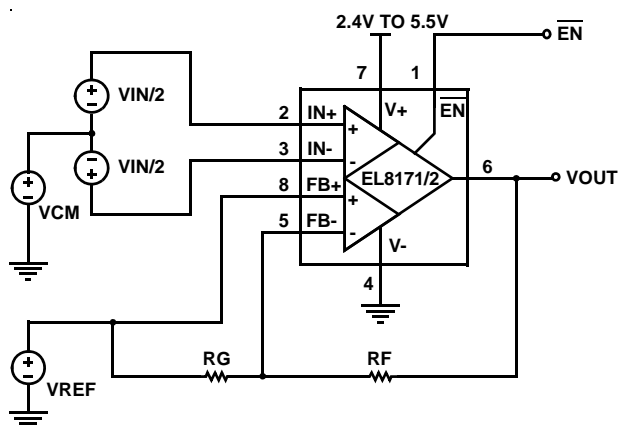 2.4V TO 5.5V
EN
7
1
VIN/2
2
IN+
+
V+
EN
-
3
IN-
VIN/2
8
FB+
EL8171/2
6
VOUT
VCM
5
FB-
V-
4
RG
RF
VREF